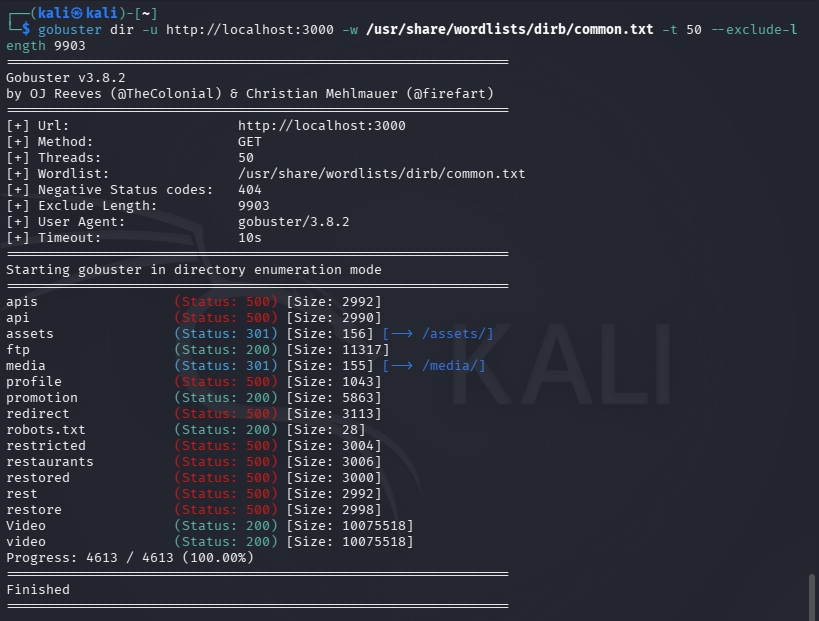 ┌──(kali㉿kali)-[~]
└─$ gobuster dir -u http://localhost:3000 -w /usr/share/wordlists/dirb/common.txt -t 50 --exclude-l
ength 9903
===============================================================
Gobuster v3.8.2
by OJ Reeves (@TheColonial) & Christian Mehlmauer (@firefart)
===============================================================
[+] Url:                     http://localhost:3000
[+] Method:                  GET
[+] Threads:                 50
[+] Wordlist:                /usr/share/wordlists/dirb/common.txt
[+] Negative Status codes:   404
[+] Exclude Length:          9903
[+] User Agent:              gobuster/3.8.2
[+] Timeout:                 10s
===============================================================
Starting gobuster in directory enumeration mode
===============================================================
apis                 (Status: 500) [Size: 2992]
api                  (Status: 500) [Size: 2990]
assets               (Status: 301) [Size: 156] [--> /assets/]
ftp                  (Status: 200) [Size: 11317]
media                (Status: 301) [Size: 155] [--> /media/]
profile              (Status: 500) [Size: 1043]
promotion            (Status: 200) [Size: 5863]
redirect             (Status: 500) [Size: 3113]
robots.txt           (Status: 200) [Size: 28]
restricted           (Status: 500) [Size: 3004]
restaurants          (Status: 500) [Size: 3006]
restored             (Status: 500) [Size: 3000]
rest                 (Status: 500) [Size: 2992]
restore              (Status: 500) [Size: 2998]
Video                (Status: 200) [Size: 10075518]
video                (Status: 200) [Size: 10075518]
Progress: 4613 / 4613 (100.00%)
===============================================================
Finished
===============================================================
KALI